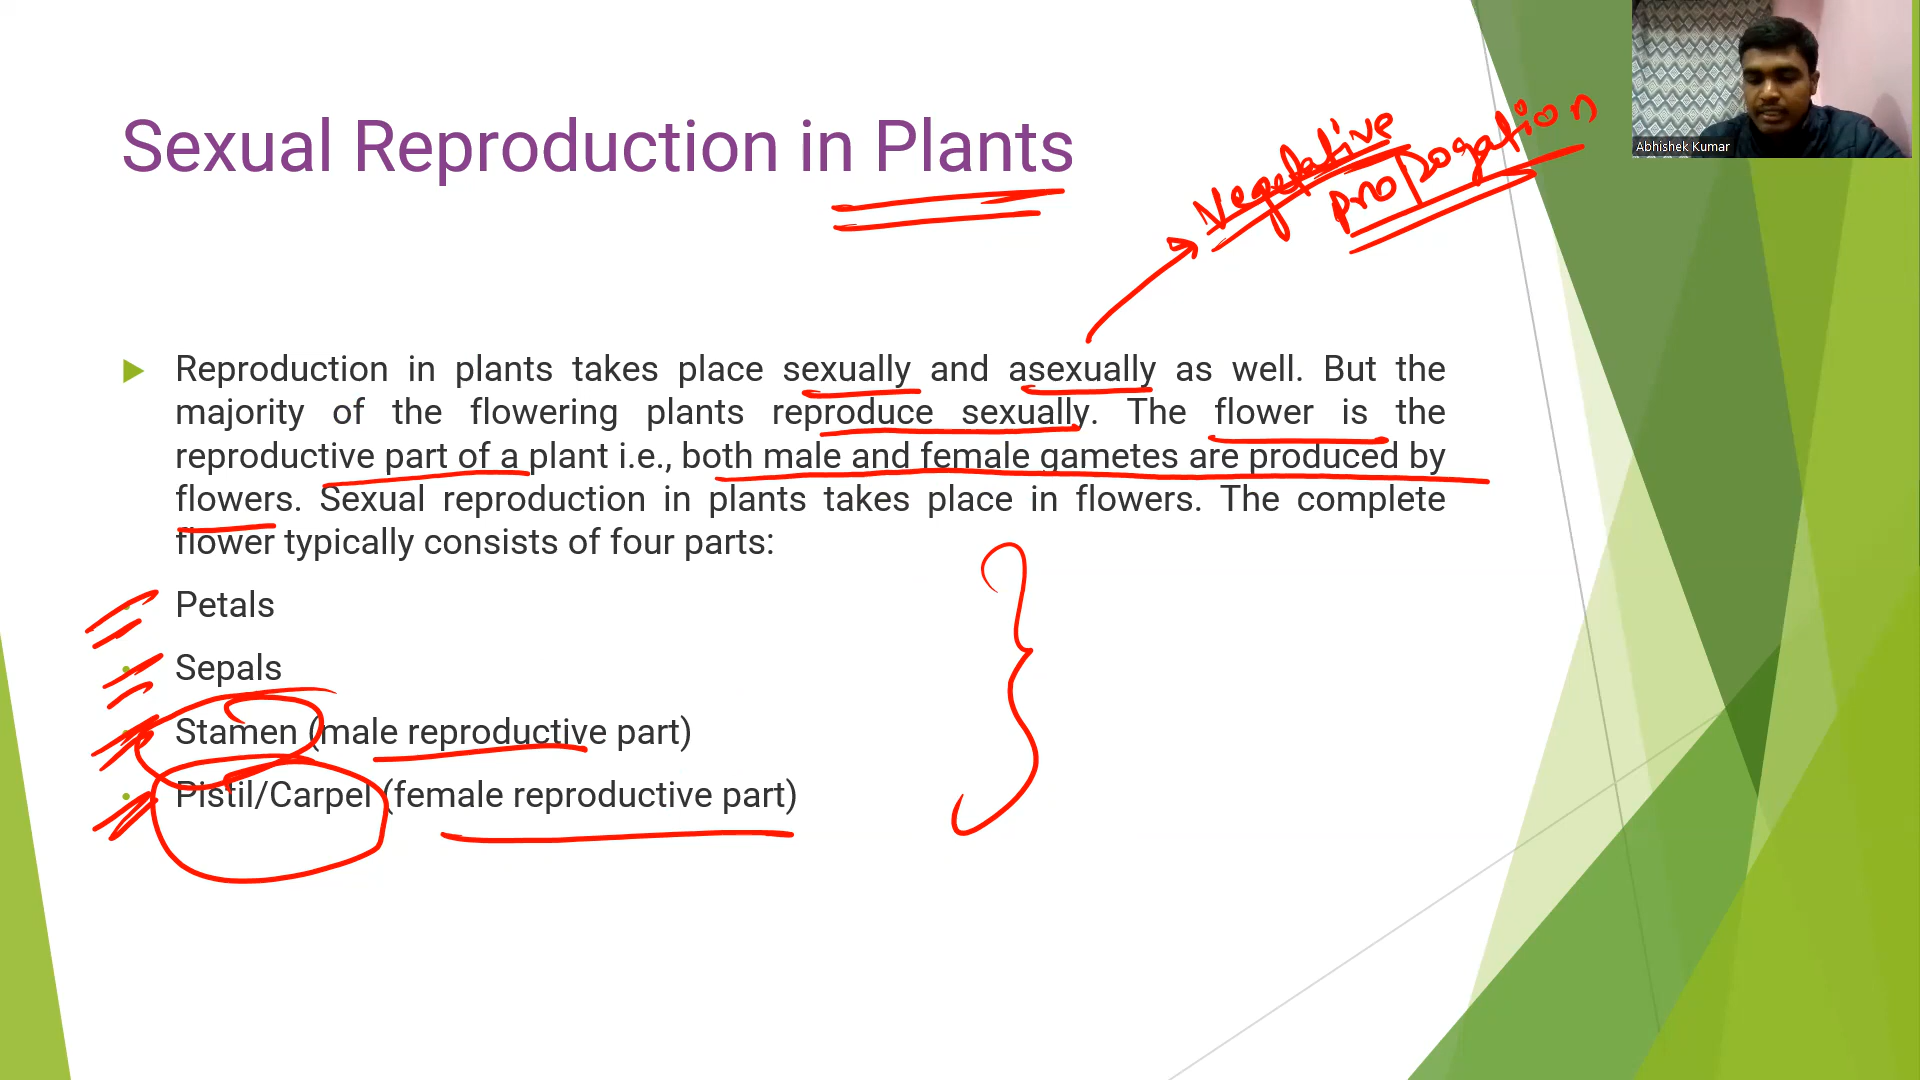 Sexual Reproduction in Plants
Abhishek Kumar
Vegetative
propogation
Reproduction in plants takes place sexually and asexually as well. But the
majority of the flowering plants reproduce sexually. The flower is the
reproductive part of a plant i.e., both male and female gametes are produced by
flowers. Sexual reproduction in plants takes place in flowers. The complete
flower typically consists of four parts:
Petals
Sepals
Stamen (male reproductive part)
Pistil/Carpel (female reproductive part)